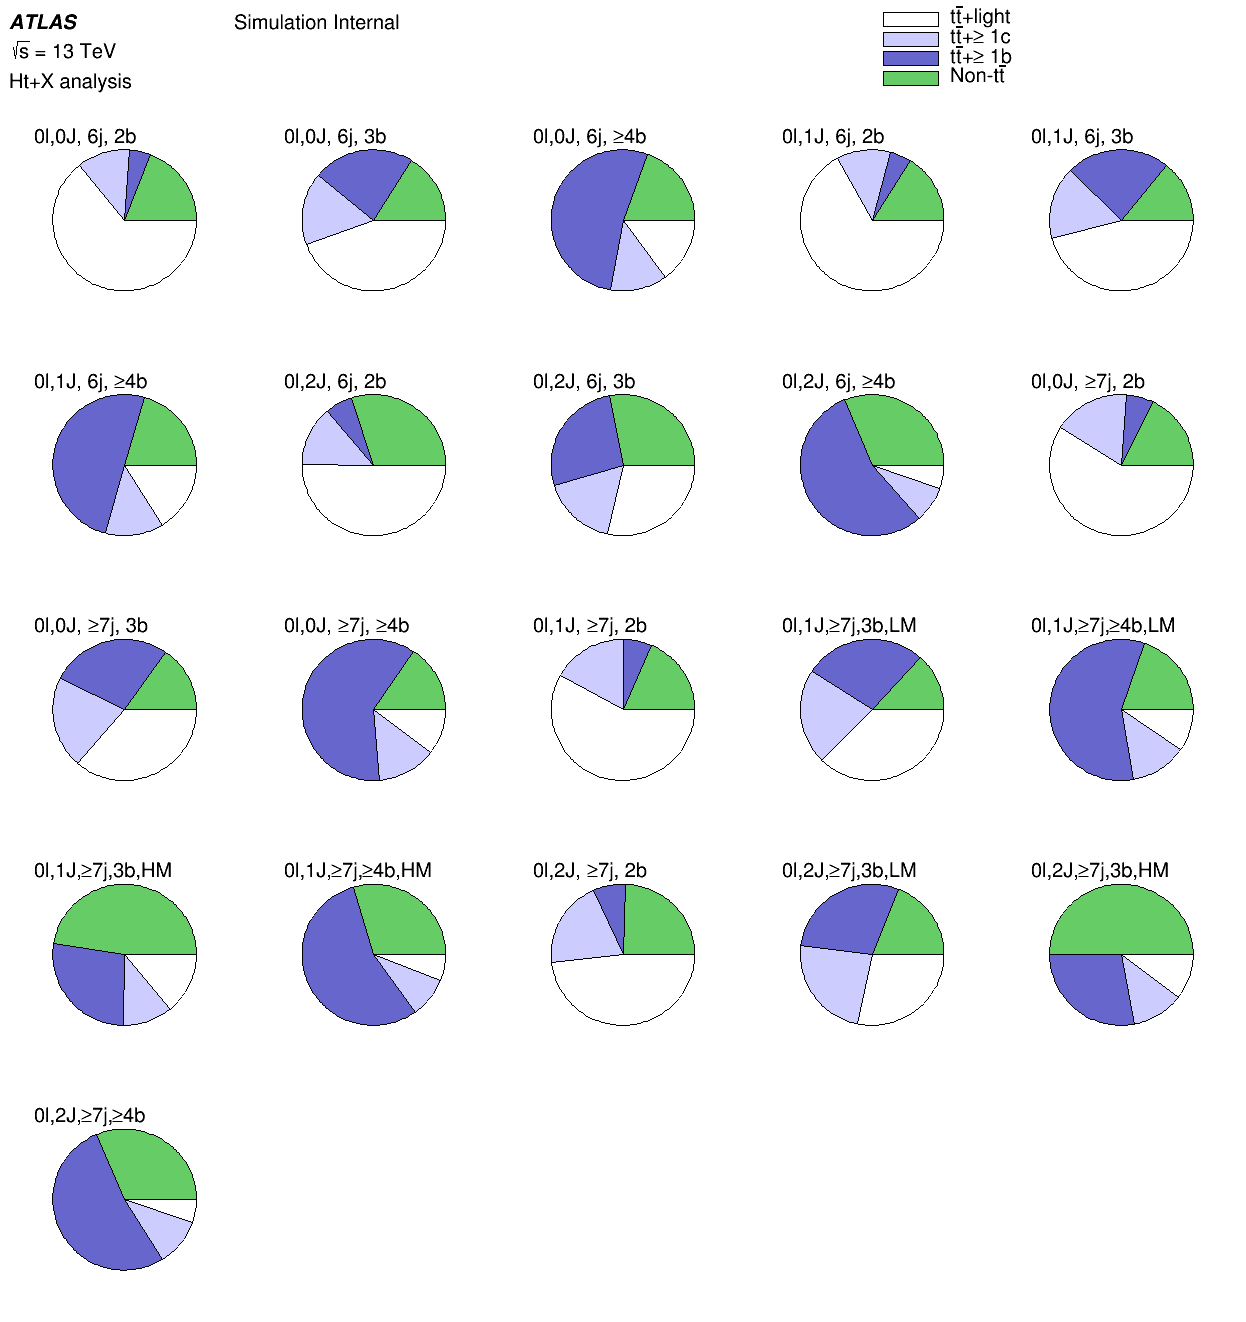 ATLAS Simulation Internal
√s = 13 TeV
Ht+X analysis
tt̄+light
tt̄+≥ 1c
tt̄+≥ 1b
Non-tt̄
0l,0J, 6j, 2b
0l,0J, 6j, 3b
0l,0J, 6j, ≥4b
0l,1J, 6j, 2b
0l,1J, 6j, 3b
0l,1J, 6j, ≥4b
0l,2J, 6j, 2b
0l,2J, 6j, 3b
0l,2J, 6j, ≥4b
0l,0J, ≥7j, 2b
0l,0J, ≥7j, 3b
0l,0J, ≥7j, ≥4b
0l,1J, ≥7j, 2b
0l,1J,≥7j,3b,LM
0l,1J,≥7j,≥4b,LM
0l,1J,≥7j,3b,HM
0l,1J,≥7j,≥4b,HM
0l,2J, ≥7j, 2b
0l,2J,≥7j,3b,LM
0l,2J,≥7j,3b,HM
0l,2J,≥7j,≥4b